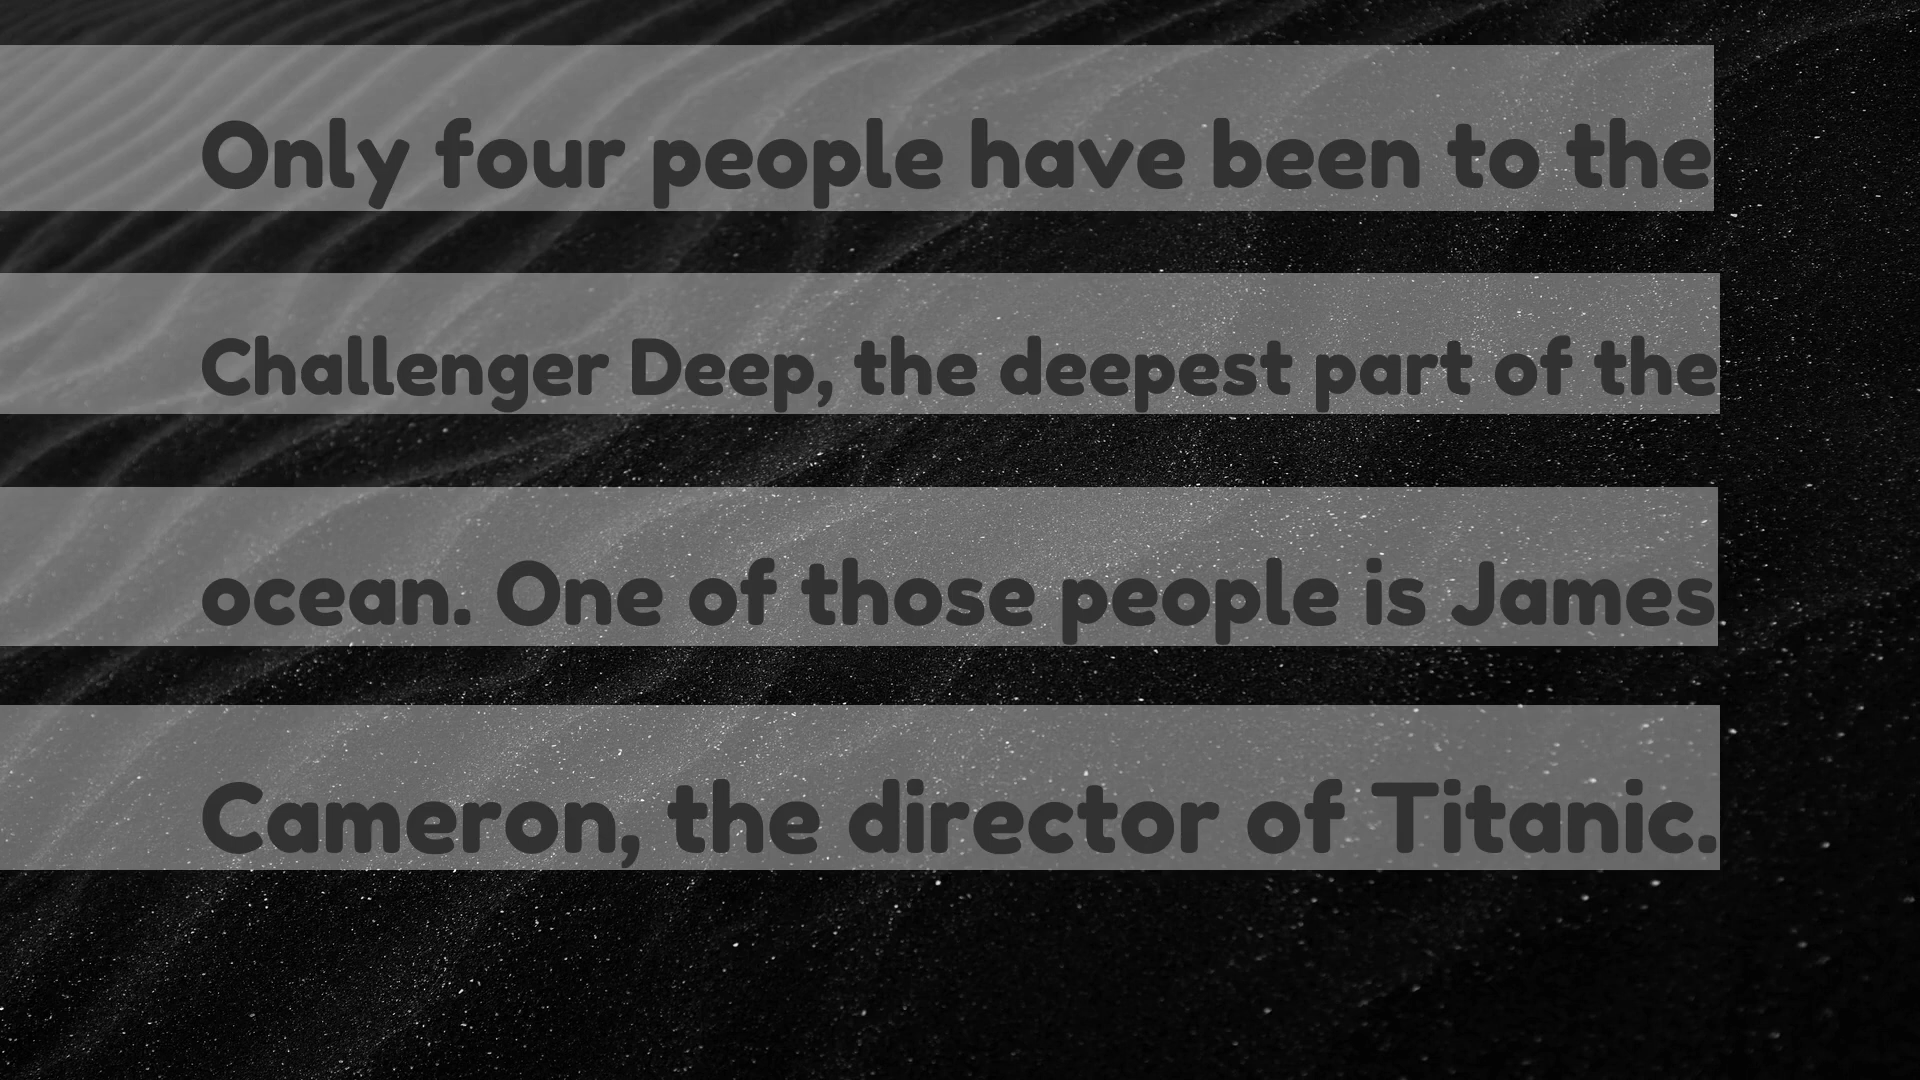 Only four people have been to the
Challenger Deep, the deepest part of the
ocean. One of those people is James
Cameron, the director of Titanic.